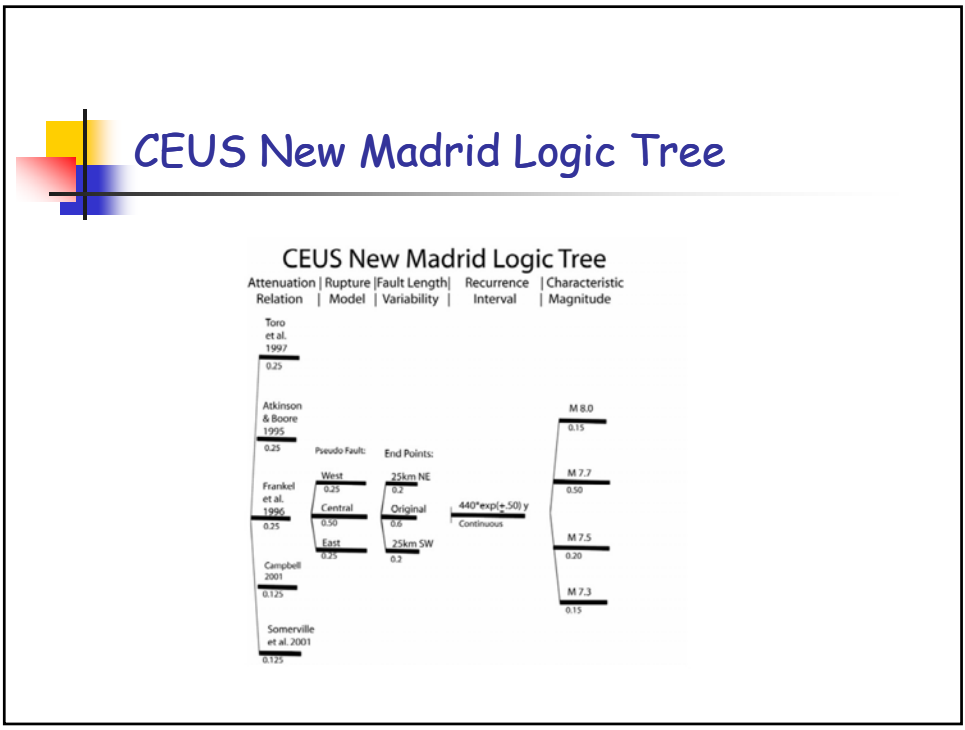 CEUS New Madrid Logic Tree
CEUS New Madrid Logic Tree
Attenuation | Rupture |Fault Length| Recurrence | Characteristic
Relation | Model | Variability | Interval | Magnitude
Toro
et al.
1997
0.25
Atkinson
& Boore
1995
0.25
Frankel
et al.
1996
0.25
Campbell
2001
0.125
Somerville
et al. 2001
0.125
Pseudo Fault:
West
0.25
Central
0.50
East
0.25
End Points:
25km NE
0.2
Original
0.6
25km SW
0.2
440*exp(±.50) y
Continuous
M 8.0
0.15
M 7.7
0.50
M 7.5
0.20
M 7.3
0.15